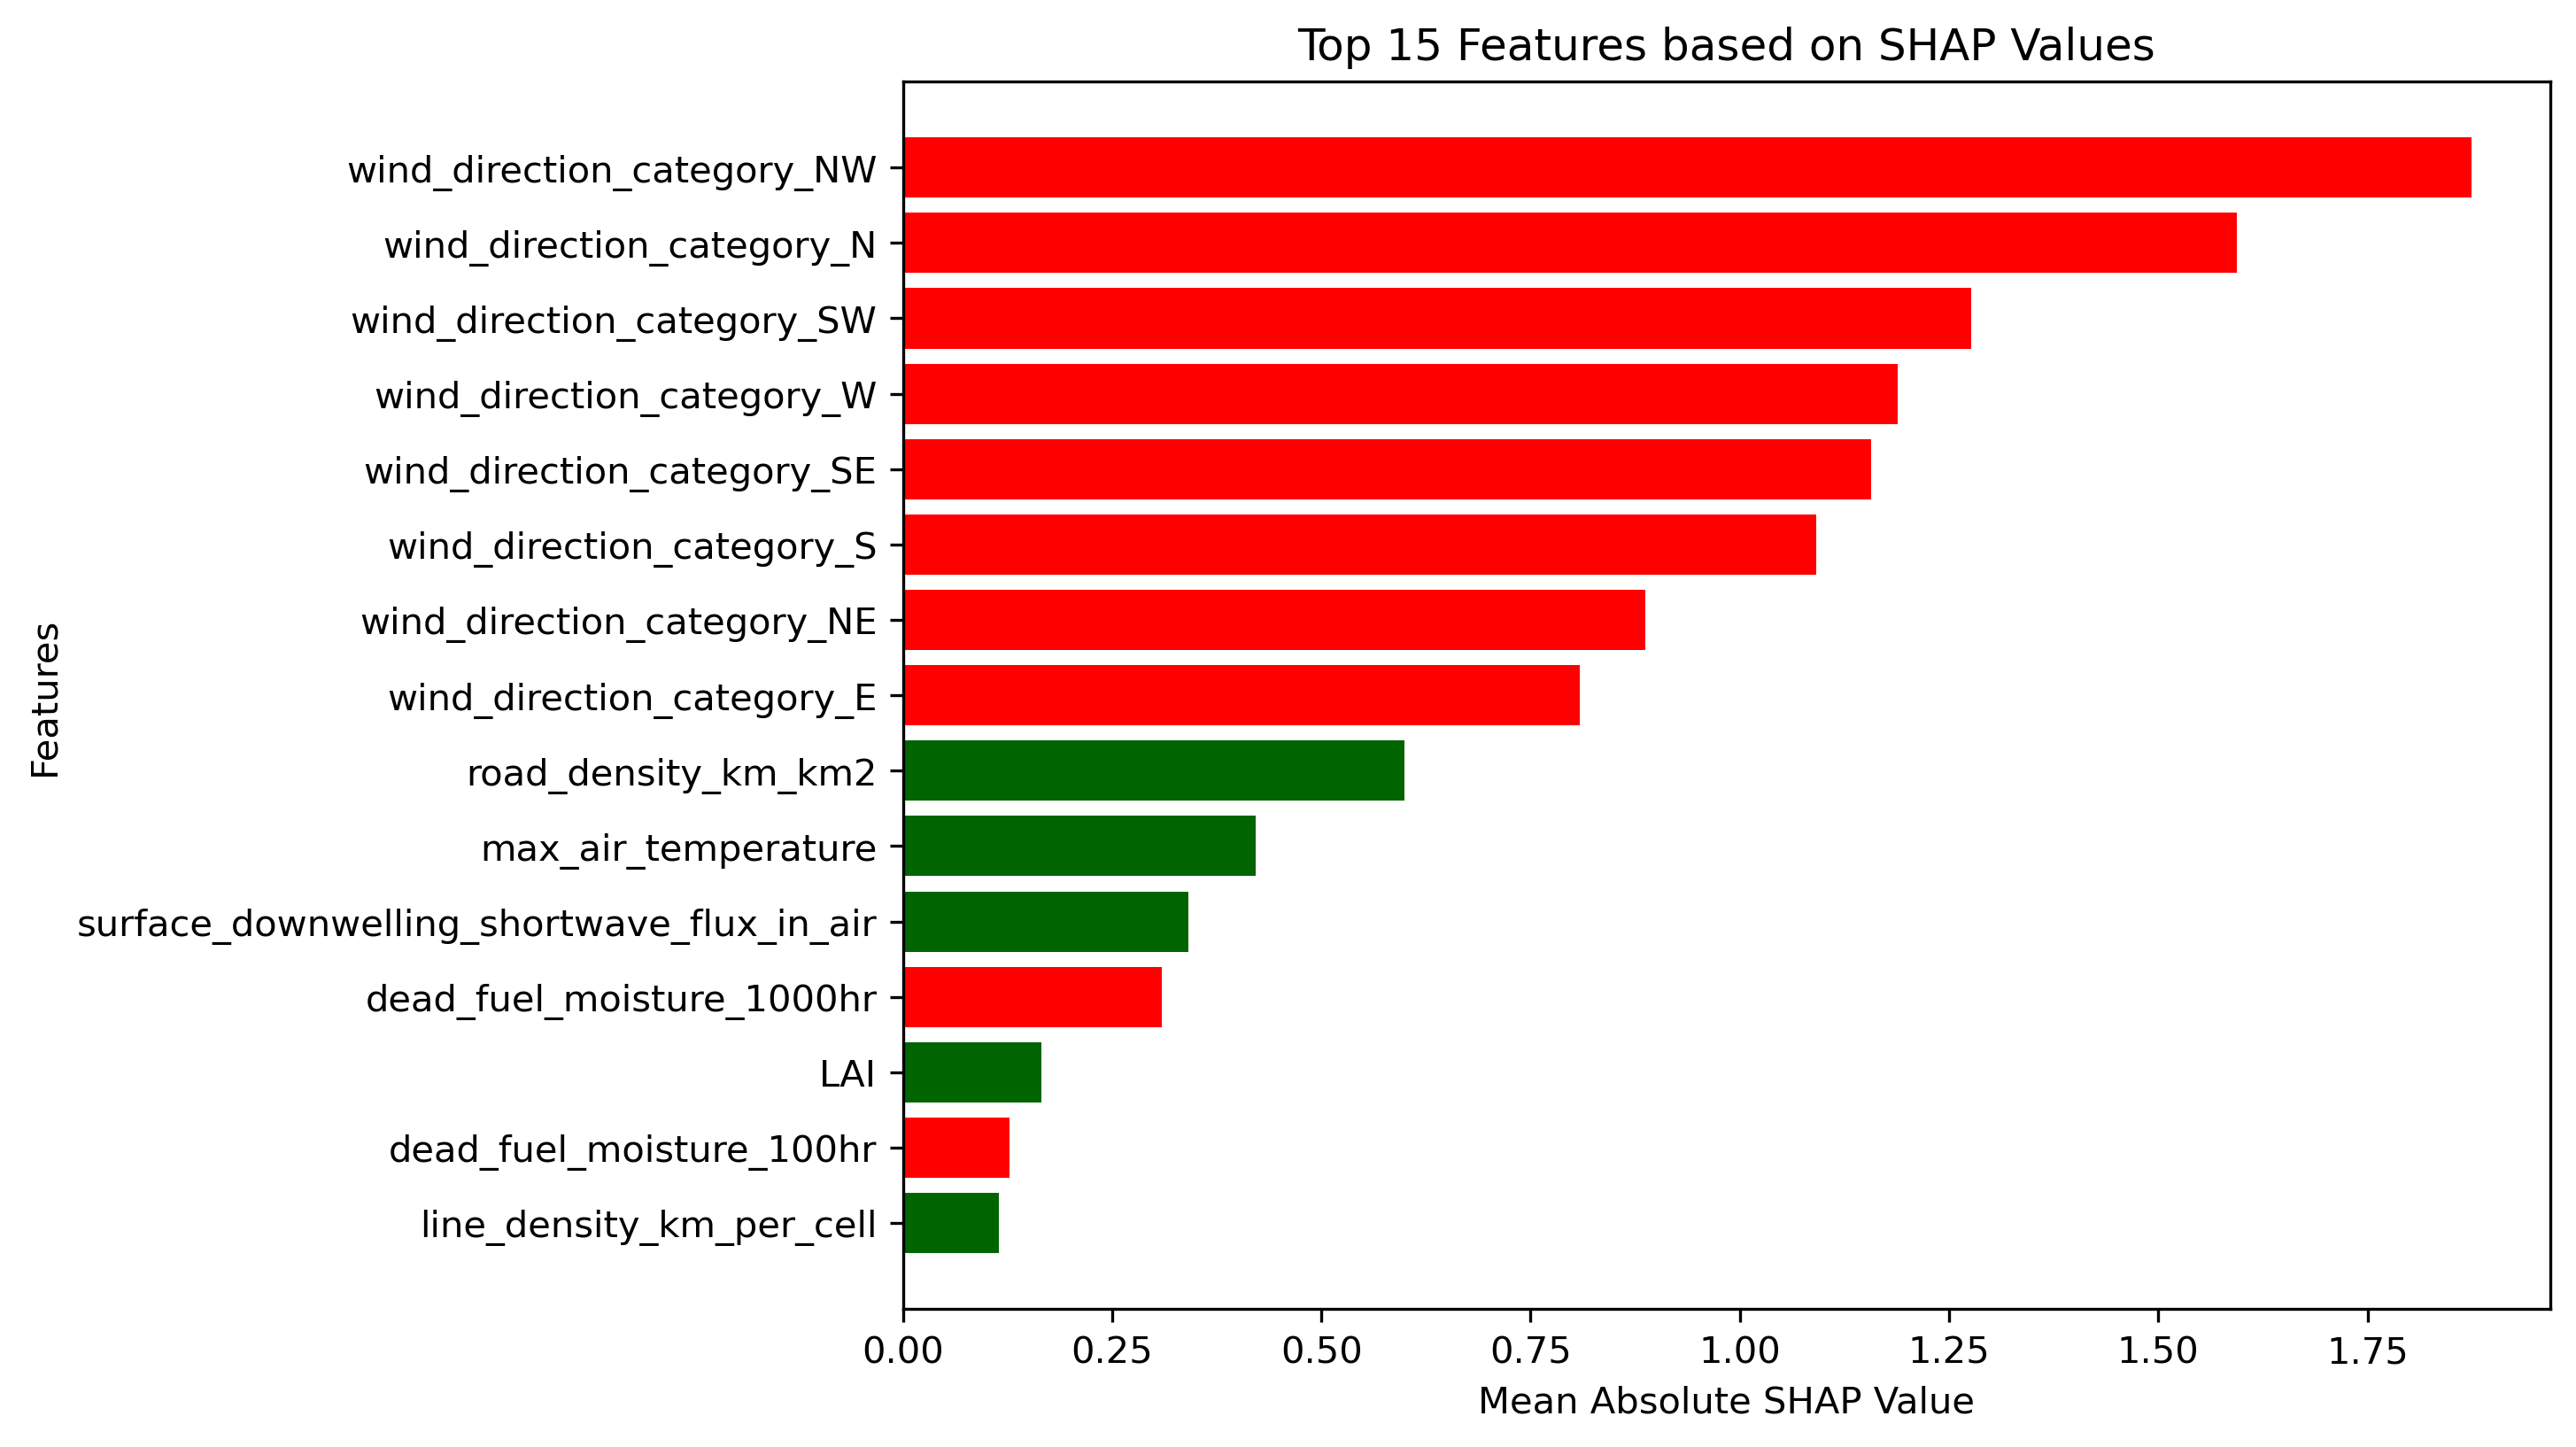 Top 15 Features based on SHAP Values
wind_direction_category_NW
wind_direction_category_N
wind_direction_category_SW
wind_direction_category_W
wind_direction_category_SE
wind_direction_category_S
wind_direction_category_NE
wind_direction_category_E
road_density_km_km2
max_air_temperature
surface_downwelling_shortwave_flux_in_air
dead_fuel_moisture_1000hr
LAI
dead_fuel_moisture_100hr
line_density_km_per_cell
Features
0.00 0.25 0.50 0.75 1.00 1.25 1.50 1.75
Mean Absolute SHAP Value